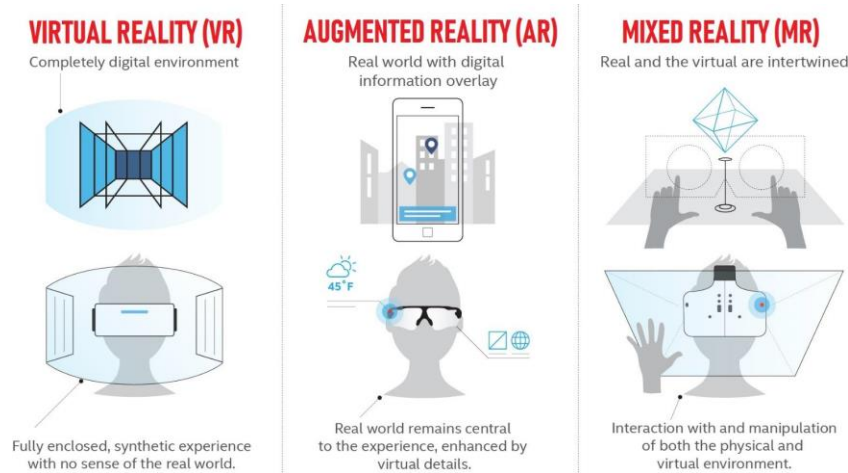 VIRTUAL REALITY (VR)
Completely digital environment
Fully enclosed, synthetic experience
with no sense of the real world.
AUGMENTED REALITY (AR)
Real world with digital
information overlay
45°F
Real world remains central
to the experience, enhanced by
virtual details.
MIXED REALITY (MR)
Real and the virtual are intertwined
Interaction with and manipulation
of both the physical and
virtual environment.